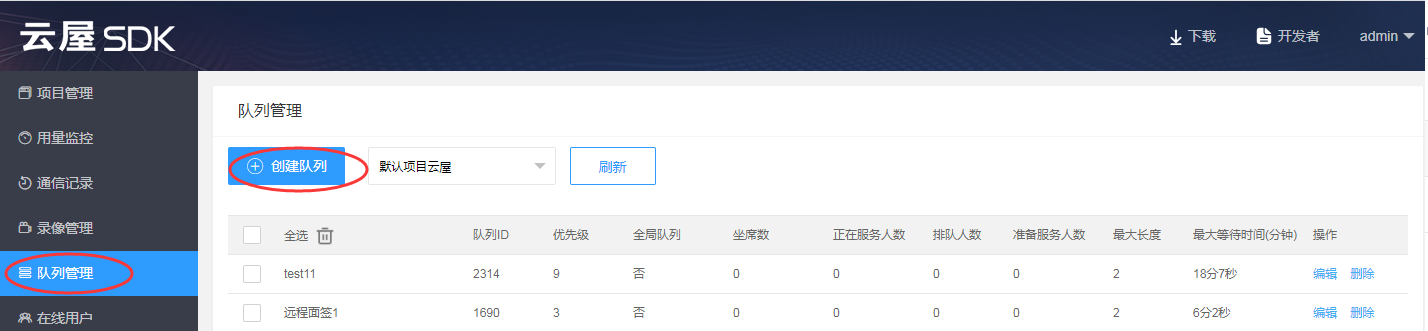 云屋SDK
下载 开发者 admin
项目管理
用量监控
通信记录
录像管理
队列管理
在线用户
队列管理
创建队列 默认项目云屋 刷新
全选 队列ID 优先级 全局队列 坐席数 正在服务人数 排队人数 准备服务人数 最大长度 最大等待时间(分钟) 操作
test11 2314 9 否 0 0 0 0 2 18分7秒 编辑 删除
远程面签1 1690 3 否 0 0 0 0 2 6分2秒 编辑 删除